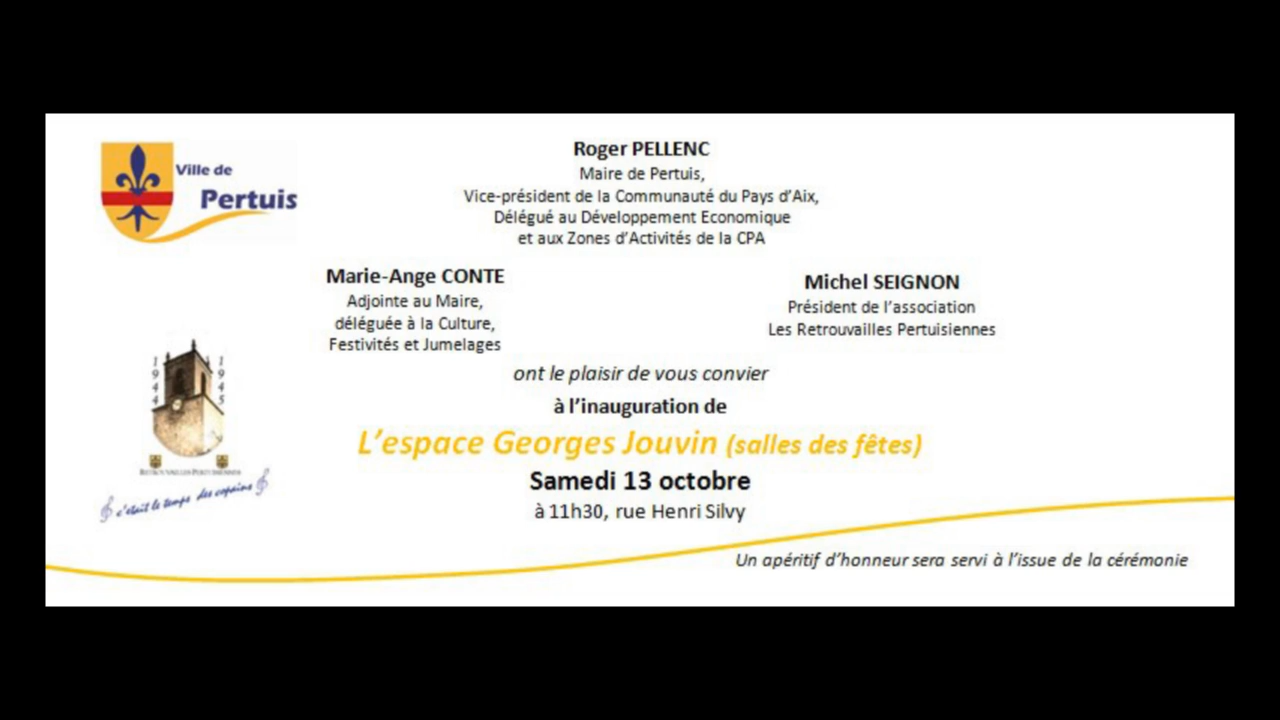 Ville de
Pertuis
Roger PELLENC
Maire de Pertuis,
Vice-président de la Communauté du Pays d’Aix,
Délégué au Développement Economique
et aux Zones d’Activités de la CPA
Marie-Ange CONTE
Adjointe au Maire,
déléguée à la Culture,
Festivités et Jumelages
Michel SEIGNON
Président de l’association
Les Retrouvailles Pertuisiennes
1944
1945
RETROUVAILLES PERTUISIENNES
c'était le temps des copains
ont le plaisir de vous convier
à l’inauguration de
L’espace Georges Jouvin (salles des fêtes)
Samedi 13 octobre
à 11h30, rue Henri Silvy
Un apéritif d’honneur sera servi à l’issue de la cérémonie